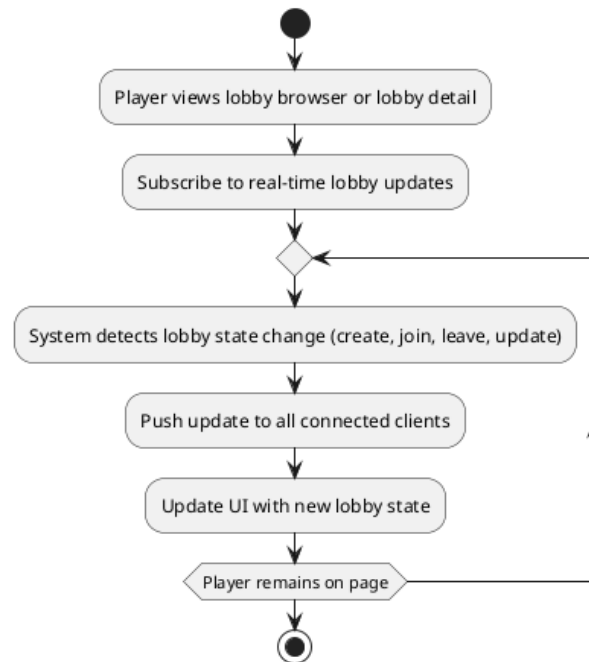 Player views lobby browser or lobby detail
Subscribe to real-time lobby updates
System detects lobby state change (create, join, leave, update)
Push update to all connected clients
Update UI with new lobby state
Player remains on page